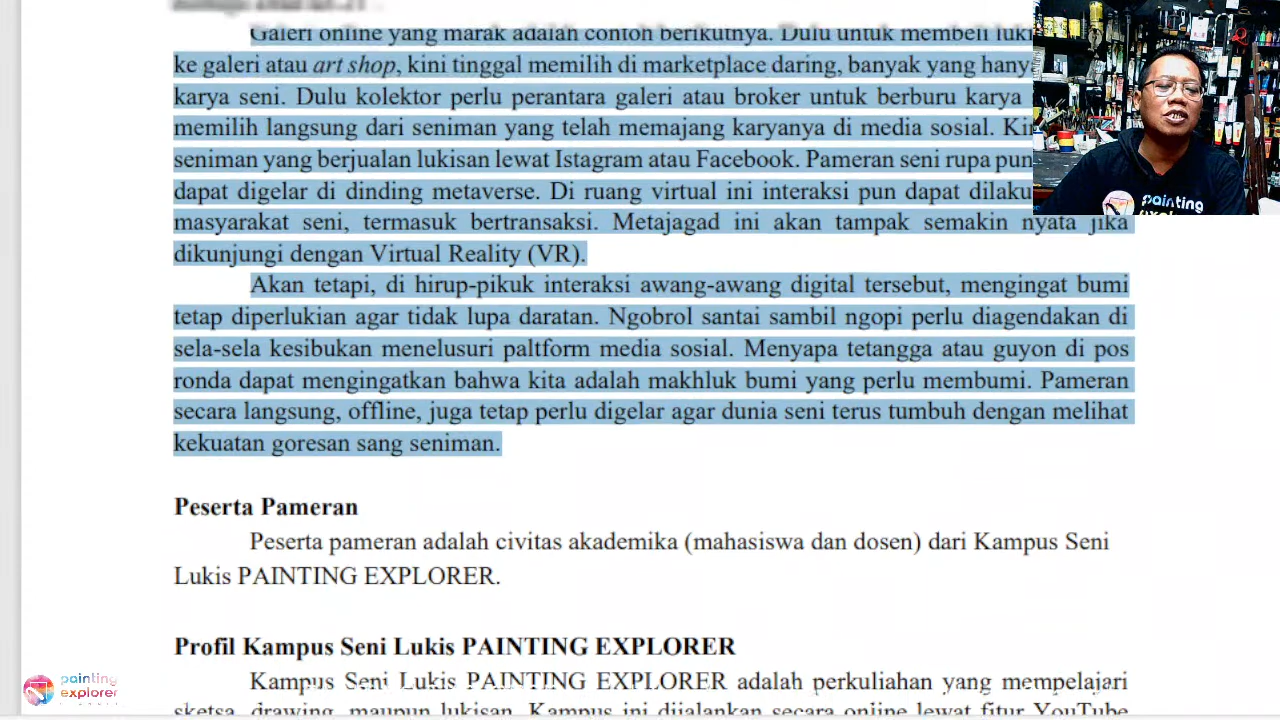 Galeri online yang marak adalah contoh berikutnya. Dulu untuk membeli
ke galeri atau art shop, kini tinggal memilih di marketplace daring, banyak yang
karya seni. Dulu kolektor perlu perantara galeri atau broker untuk berburu karya
memilih langsung dari seniman yang telah memajang karyanya di media sosial.
seniman yang berjualan lukisan lewat Istagram atau Facebook. Pameran seni rupa pun
dapat digelar di dinding metaverse. Di ruang virtual ini interaksi pun dapat
masyarakat seni, termasuk bertransaksi. Metajagad ini akan tampak semakin nyata jika
dikunjungi dengan Virtual Reality (VR).
Akan tetapi, di hirup-pikuk interaksi awang-awang digital tersebut, mengingat bumi
tetap diperlukian agar tidak lupa daratan. Ngobrol santai sambil ngopi perlu diagendakan di
sela-sela kesibukan menelusuri paltform media sosial. Menyapa tetangga atau guyon di pos
ronda dapat mengingatkan bahwa kita adalah makhluk bumi yang perlu membumi. Pameran
secara langsung, offline, juga tetap perlu digelar agar dunia seni terus tumbuh dengan melihat
kekuatan goresan sang seniman.
Peserta Pameran
Peserta pameran adalah civitas akademika (mahasiswa dan dosen) dari Kampus Seni
Lukis PAINTING EXPLORER.
Profil Kampus Seni Lukis PAINTING EXPLORER
Kampus Seni Lukis PAINTING EXPLORER adalah perkuliahan yang mempelajari
sketsa, drawing, maupun lukisan. Kampus ini dijalankan secara online lewat fitur YouTube
painting
painting
explorer